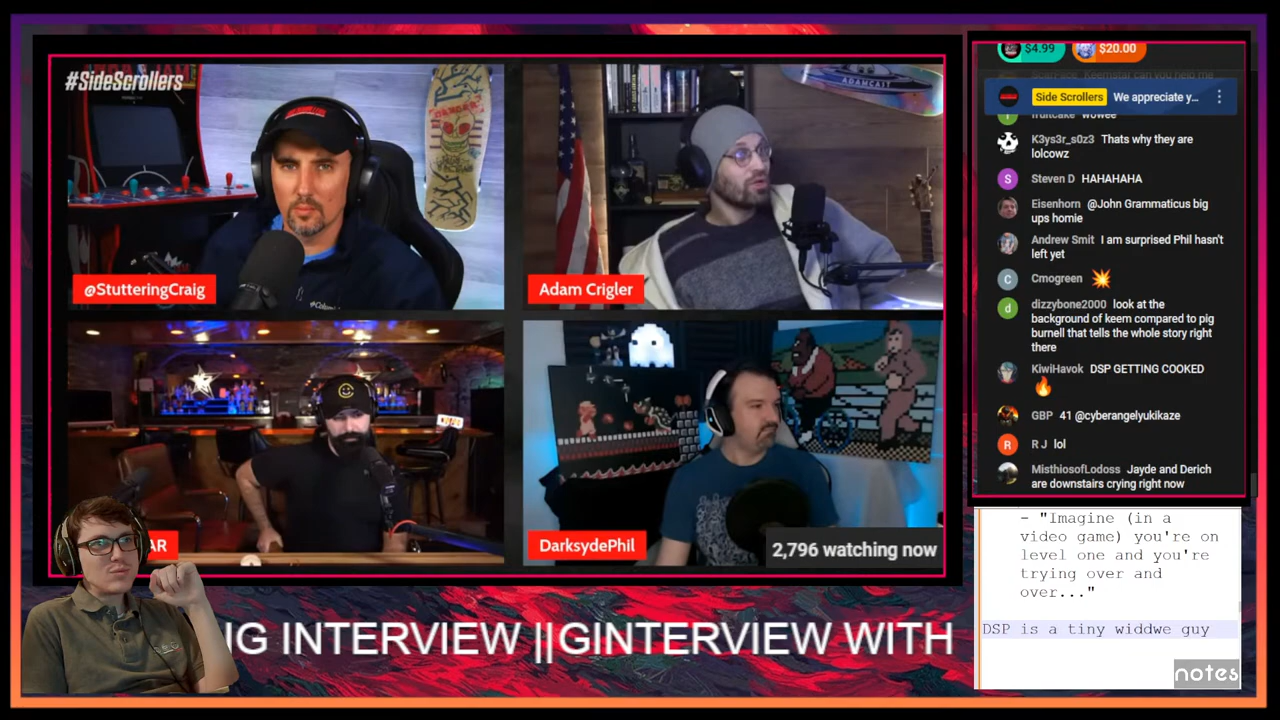 #SideScrollers
ADAMCAST
@StutteringCraig
Adam Crigler
AR
DarksydePhil
2,796 watching now
IG INTERVIEW ||GINTERVIEW WITH
$4.99
$20.00
Side Scrollers We appreciate y...
fruitcake wowee
K3ys3r_s0z3 Thats why they are
lolcowz
Steven D HAHAHAHA
Eisenhorn @John Grammaticus big
ups homie
Andrew Smit I am surprised Phil hasn't
left yet
Cmogreen
dizzybone2000 look at the
background of keem compared to pig
burnell that tells the whole story right
there
KiwiHavok DSP GETTING COOKED
GBP 41 @cyberangelyukikaze
R J lol
MisthiosofLodoss Jayde and Derich
are downstairs crying right now
- "Imagine (in a
video game) you're on
level one and you're
trying over and
over..."
DSP is a tiny widdwe guy
notes